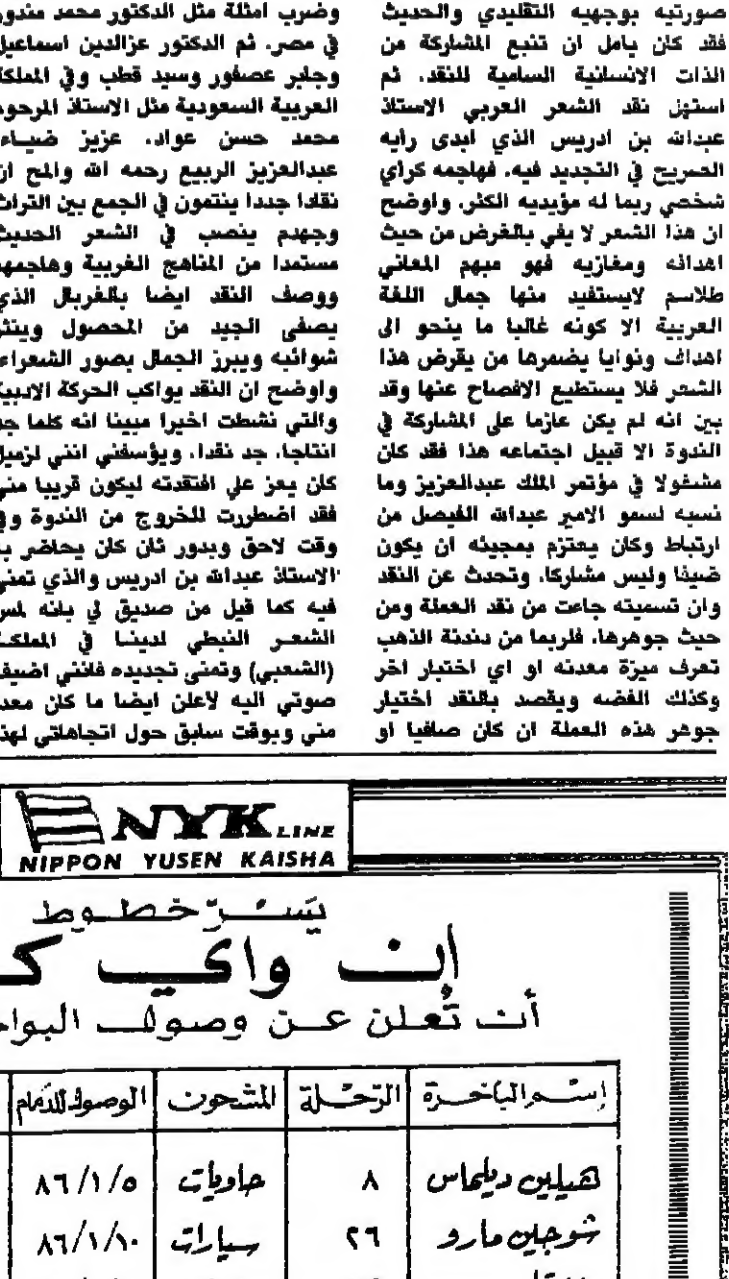 صورتيه بوجهيه التقليدي والحديث
فقد كان يامل ان تنبع المشاركة من
الذات الانسانية السامية للنقد. ثم
استهل نقد الشعر العربي الاستاذ
عبدالله بن ادريس الذي ابدى رأيه
الصريح في التجديد فيه. فهاجمه كرأي
شخصي ربما له مؤيديه الكثر. واوضح
ان هذا الشعر لا يفي بالغرض من حيث
اهدافه ومغازيه فهو مبهم المعاني
طلاسم لايستفيد منها جمال اللغة
العربية الا كونه غالبا ما ينحو الى
اهداف ونوايا يضمرها من يقرض هذا
الشعر فلا يستطيع الافصاح عنها وقد
بين انه لم يكن عازما على المشاركة في
الندوة الا قبيل اجتماعه هذا فقد كان
مشغولا في مؤتمر الملك عبدالعزيز وما
نسبه لسمو الامير عبدالله الفيصل من
ارتباط وكان يعتزم بمجيئه ان يكون
ضيفا وليس مشاركا. وتحدث عن النقد
وان تسميته جاءت من نقد العملة ومن
حيث جوهرها. فلربما من دندنة الذهب
تعرف ميزة معدنه او اي اختبار اخر
وكذلك الفضه ويقصد بالنقد اختيار
جوهر هذه العملة ان كان صافيا او
وضرب امثلة مثل الدكتور محمد مندور
في مصر. ثم الدكتور عزالدين اسماعيل
وجابر عصفور وسيد قطب وفي المملكة
العربية السعودية مثل الاستاذ المرحوم
محمد حسن عواد. عزيز ضياء.
عبدالعزيز الربيع رحمه الله والمح ان
نقادا جددا ينتمون في الجمع بين التراث
وجهدم ينصب في الشعر الحديث
مستمدا من المناهج الغربية وهاجمها
ووصف النقد ايضا بالغربال الذي
يصفى الجيد من المحصول وينثر
شوائبه ويبرز الجمال بصور الشعراء
واوضح ان النقد يواكب الحركة الادبية
والتي نشطت اخيرا مبينا انه كلما جد
انتاجا. جد نقدا. ويؤسفني انني لزميل
كان يعز علي افتقدته ليكون قريبا مني
فقد اضطررت للخروج من الندوة وفي
وقت لاحق وبدور ثان كان يحاضر به
الاستاذ عبدالله بن ادريس والذي تمنى
فيه كما قيل من صديق لي بانه لمس
الشعر النبطي لدينا في المملكة
(الشعبي) وتمنى تجديده فانني اضيف
صوتي اليه لاعلن ايضا ما كان معدا
مني وبوقت سابق حول اتجاهاتي لهذا
NYK LINE
NIPPON YUSEN KAISHA
يسر خطوط
إن واي ك
أن تعلن عن وصول البواخ
إسم الباخرة الرحلة المشحون الوصول للدمام
هيلين ديلماس ٨ حاويات ٨٦/١/٥
شوجين مارو ٢٦ سيارات ٨٦/١/١٠